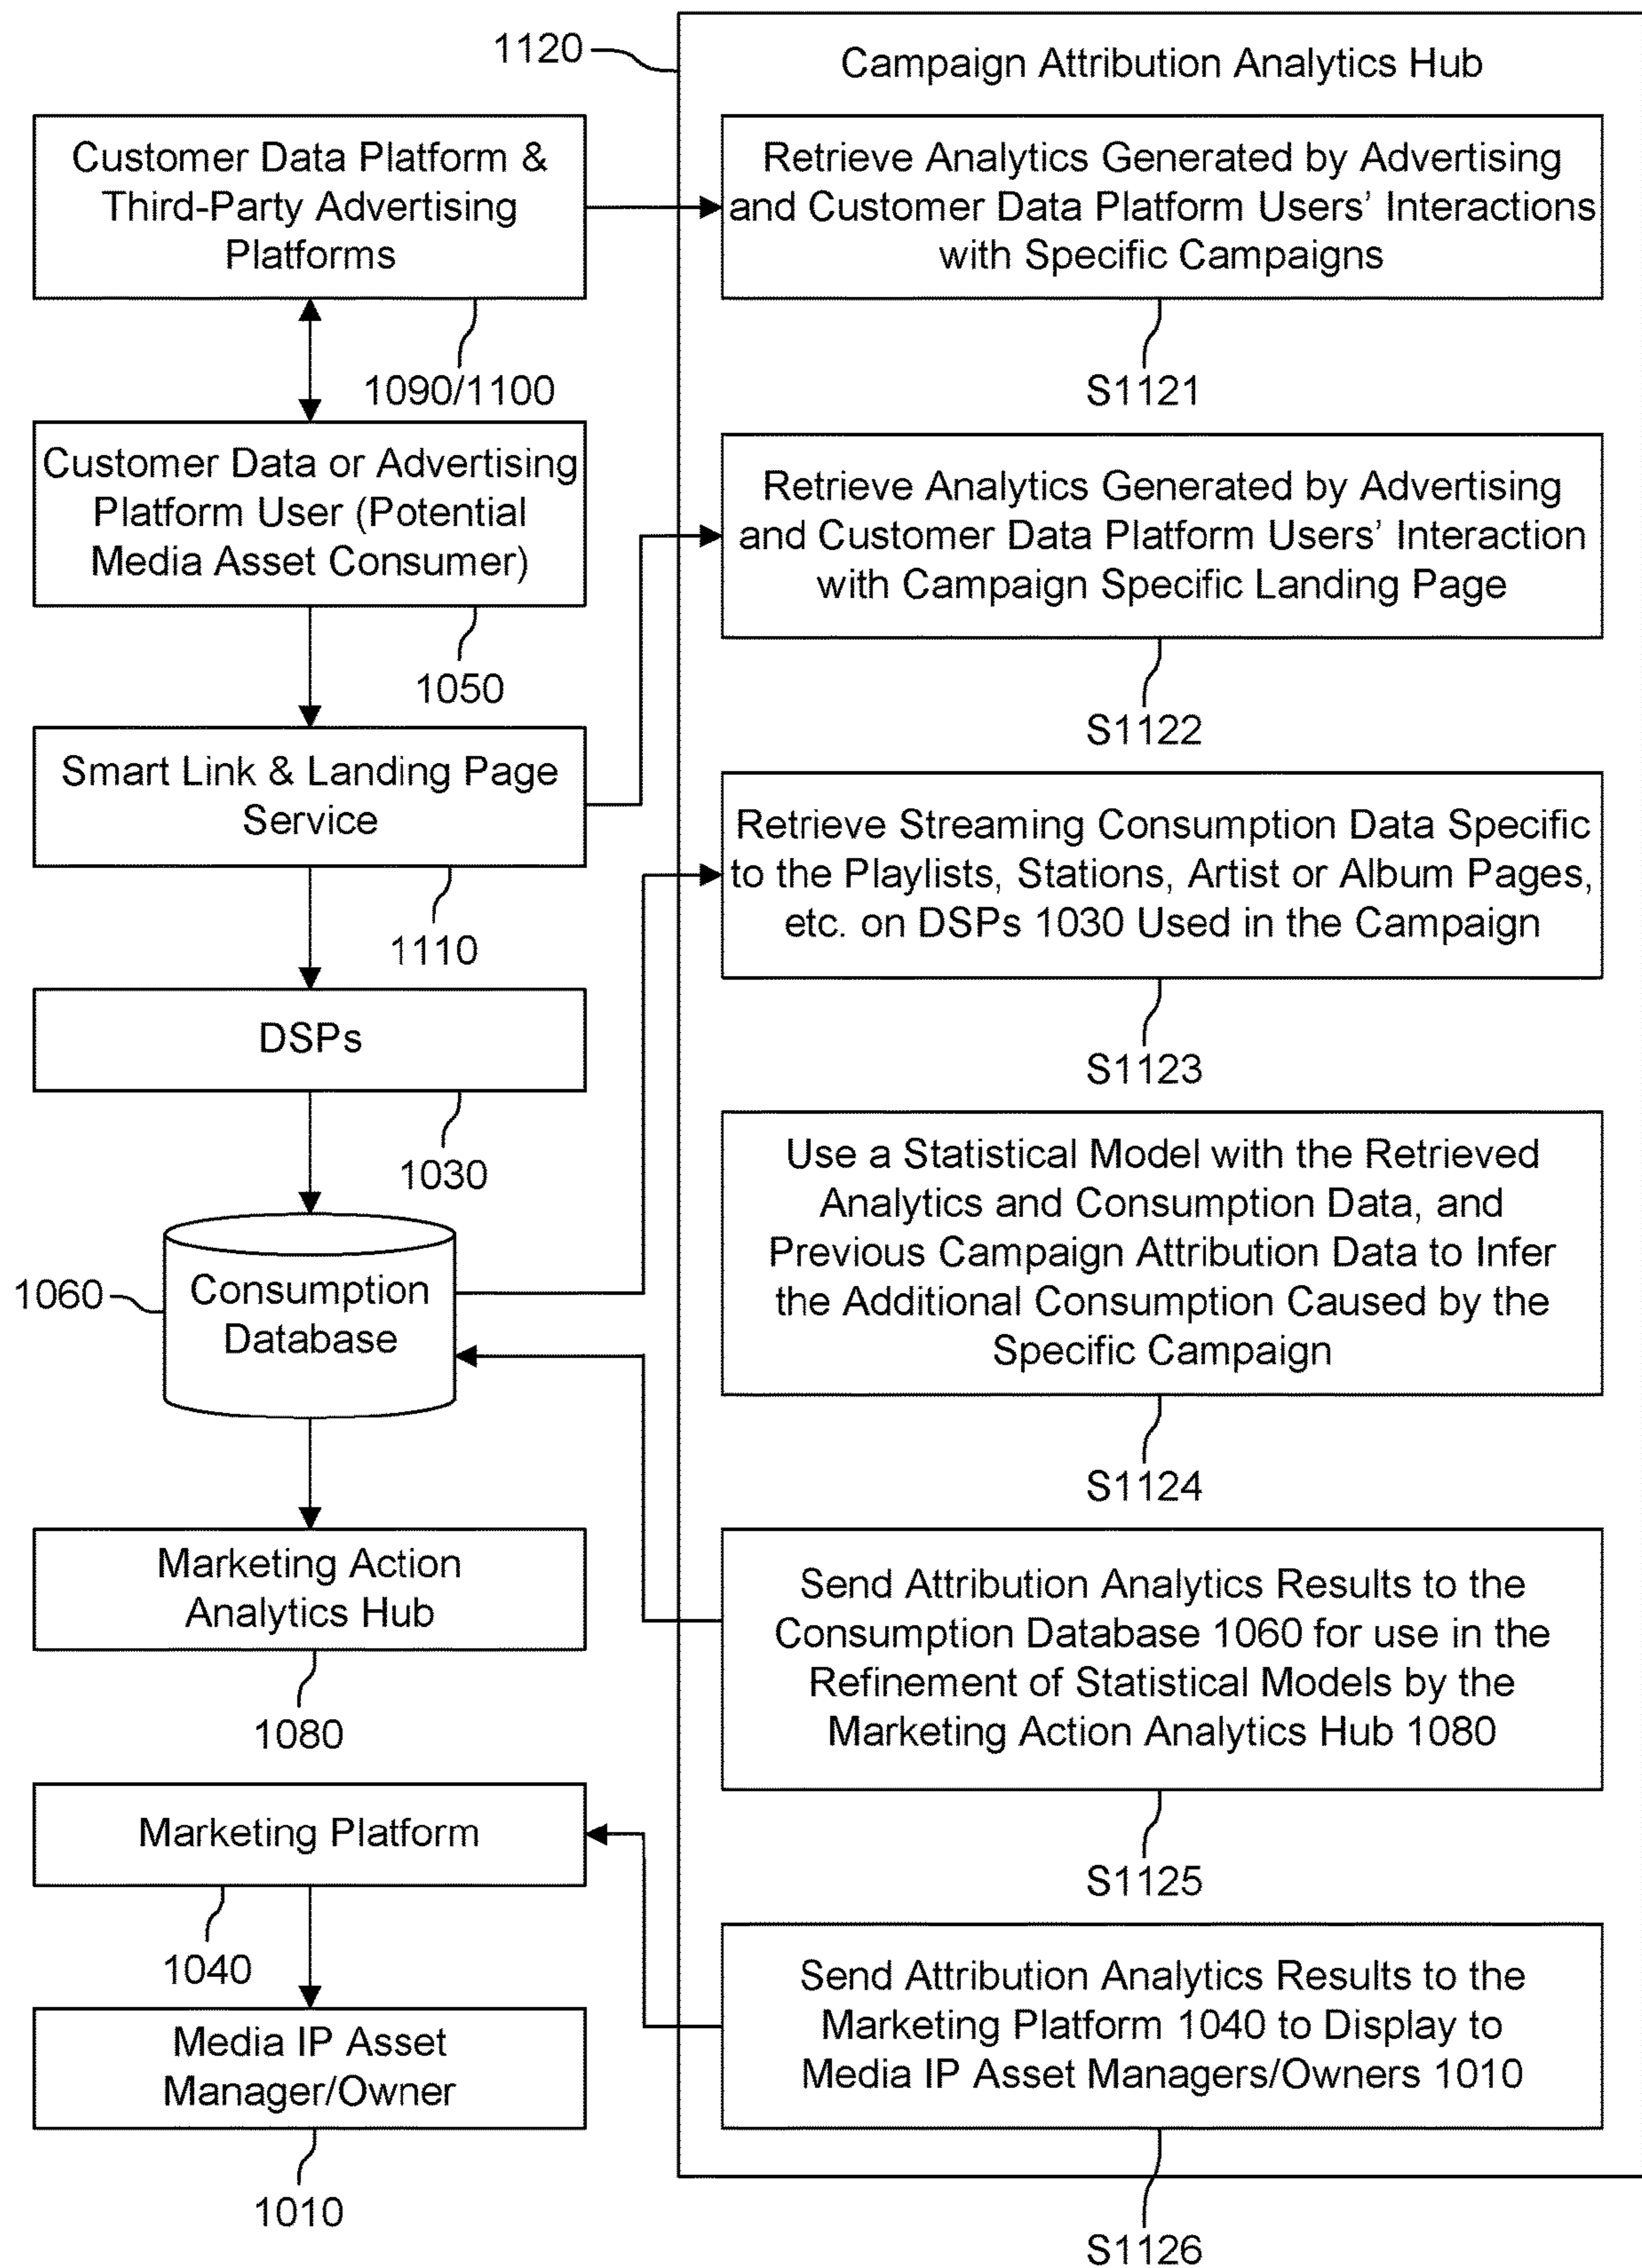 1120
Campaign Attribution Analytics Hub
Customer Data Platform &
Third-Party Advertising
Platforms
1090/1100
Retrieve Analytics Generated by Advertising
and Customer Data Platform Users’ Interactions
with Specific Campaigns
S1121
Customer Data or Advertising
Platform User (Potential
Media Asset Consumer)
1050
Retrieve Analytics Generated by Advertising
and Customer Data Platform Users’ Interaction
with Campaign Specific Landing Page
S1122
Smart Link & Landing Page
Service
1110
Retrieve Streaming Consumption Data Specific
to the Playlists, Stations, Artist or Album Pages,
etc. on DSPs 1030 Used in the Campaign
S1123
DSPs
1030
Use a Statistical Model with the Retrieved
Analytics and Consumption Data, and
Previous Campaign Attribution Data to Infer
the Additional Consumption Caused by the
Specific Campaign
S1124
1060
Consumption
Database
Marketing Action
Analytics Hub
1080
Send Attribution Analytics Results to the
Consumption Database 1060 for use in the
Refinement of Statistical Models by the
Marketing Action Analytics Hub 1080
S1125
Marketing Platform
1040
Send Attribution Analytics Results to the
Marketing Platform 1040 to Display to
Media IP Asset Managers/Owners 1010
S1126
Media IP Asset
Manager/Owner
1010